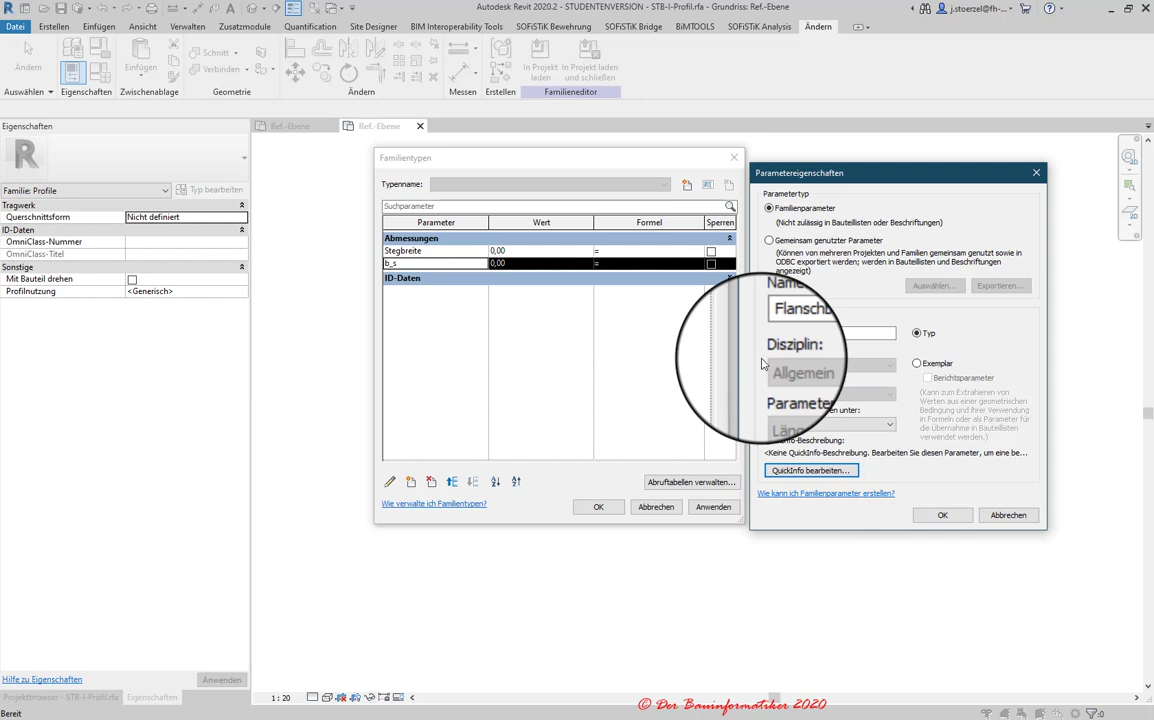 Autodesk Revit 2020.2 - STUDENTENVERSION - STB-I-Profil.rfa - Grundriss: Ref.-Ebene
j.stoerzel@fh-...
Datei Erstellen Einfügen Ansicht Verwalten Zusatzmodule Quantification Site Designer BIM Interoperability Tools SOFiSTiK Bewehrung SOFiSTiK Bridge BiMTOOLS SOFiSTiK Analysis Ändern
Ändern
Einfügen
Schnitt
Verbinden
In Projekt laden
In Projekt laden und schließen
Auswählen Eigenschaften Zwischenablage Geometrie Ändern Messen Erstellen Familieneditor
Eigenschaften
Ref.-Ebene
Ref.-Ebene
Familie: Profile
Typ bearbeiten
Tragwerk
Querschnittsform Nicht definiert
ID-Daten
OmniClass-Nummer
OmniClass-Titel
Sonstige
Mit Bauteil drehen
Profilnutzung <Generisch>
Hilfe zu Eigenschaften
Anwenden
Projektbrowser - STB-I-Profil.rfa
Eigenschaften
Bereit
Familientypen
Typenname:
Suchparameter
Parameter Wert Formel Sperren
Abmessungen
Stegbreite 0,00 =
b_s 0,00 =
ID-Daten
Abruftabellen verwalten...
Wie verwalte ich Familientypen?
OK Abbrechen Anwenden
Parametereigenschaften
Parametertyp
Familienparameter
(Nicht zulässig in Bauteillisten oder Beschriftungen)
Gemeinsam genutzter Parameter
(Können von mehreren Projekten und Familien gemeinsam genutzt sowie in
ODBC exportiert werden; werden in Bauteillisten und Beschriftungen
angezeigt)
Auswählen... Exportieren...
Name
Flanschb
Typ
Disziplin:
Exemplar
Allgemein
Berichtsparameter
Parameter
(Kann zum Extrahieren von
Werten aus einer geometrischen
Bedingung und ihrer Verwendung
in Formeln oder als Parameter für
die Übernahme in Bauteillisten
verwendet werden.)
en unter:
Läng
nfo-Beschreibung:
<Keine QuickInfo-Beschreibung. Bearbeiten Sie diesen Parameter, um eine be...
QuickInfo bearbeiten...
Wie kann ich Familienparameter erstellen?
OK Abbrechen
1 : 20
:0
© Der Bauinformatiker 2020